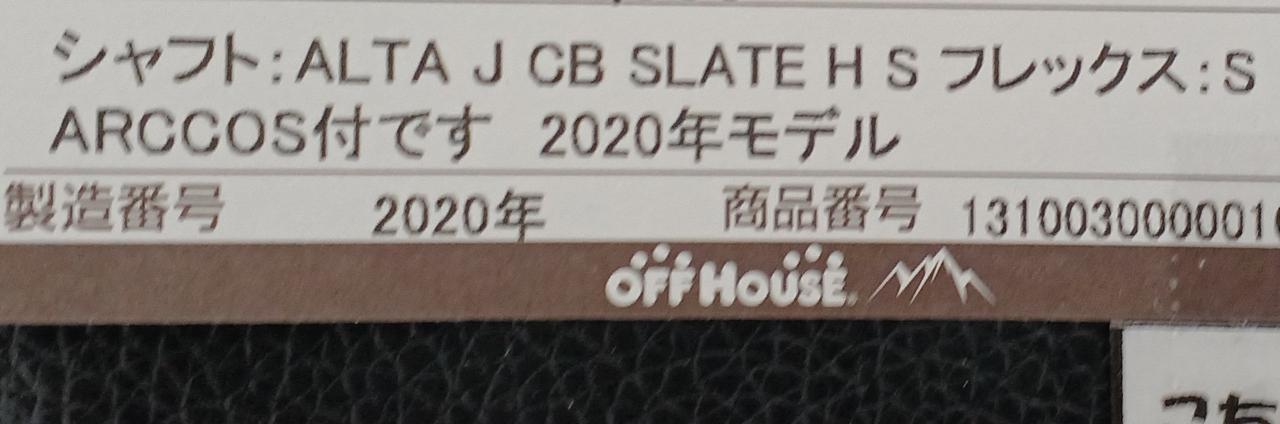 シャフト:ALTA J CB SLATE H S フレックス:S
ARCCOS付です 2020年モデル
製造番号 2020年 商品番号 131003000001
OFF HOUSE